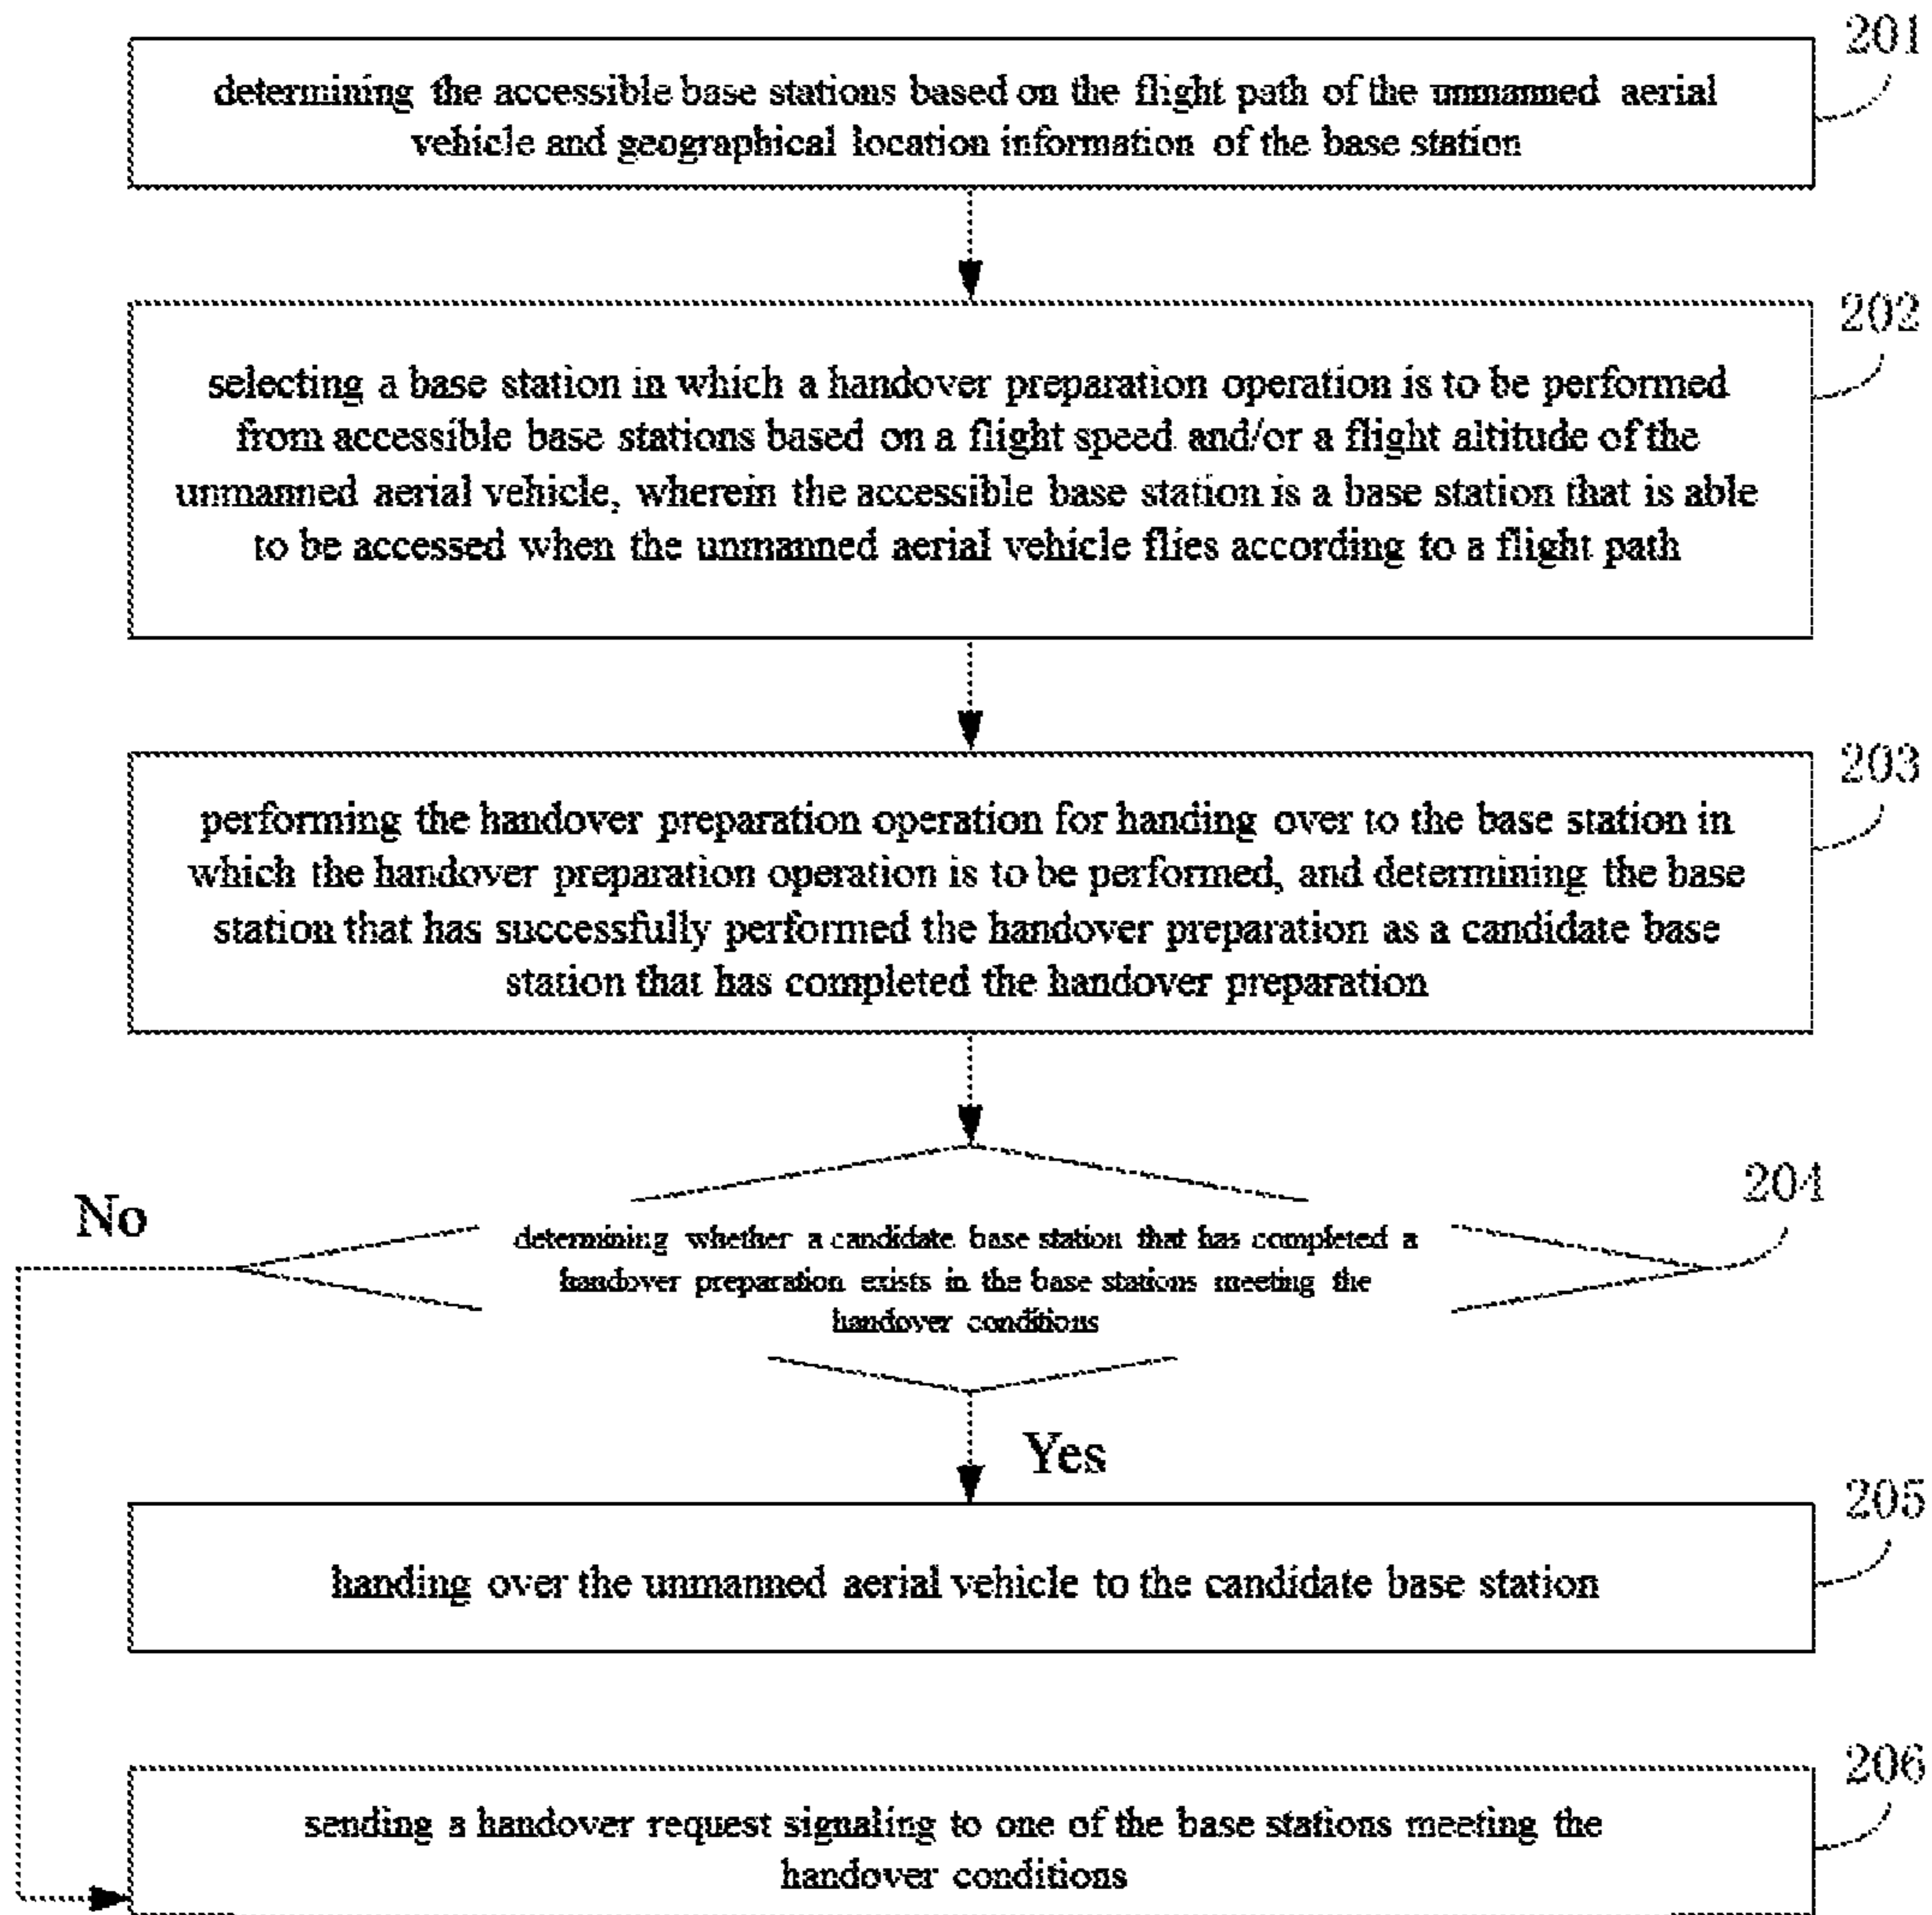 201
determining the accessible base stations based on the flight path of the unmanned aerial
vehicle and geographical location information of the base station
202
selecting a base station in which a handover preparation operation is to be performed
from accessible base stations based on a flight speed and/or a flight altitude of the
unmanned aerial vehicle, wherein the accessible base station is a base station that is able
to be accessed when the unmanned aerial vehicle flies according to a flight path
203
performing the handover preparation operation for handing over to the base station in
which the handover preparation operation is to be performed, and determining the base
station that has successfully performed the handover preparation as a candidate base
station that has completed the handover preparation
204
No
determining whether a candidate base station that has completed a
handover preparation exists in the base stations meeting the
handover conditions
Yes
205
handing over the unmanned aerial vehicle to the candidate base station
206
sending a handover request signaling to one of the base stations meeting the
handover conditions